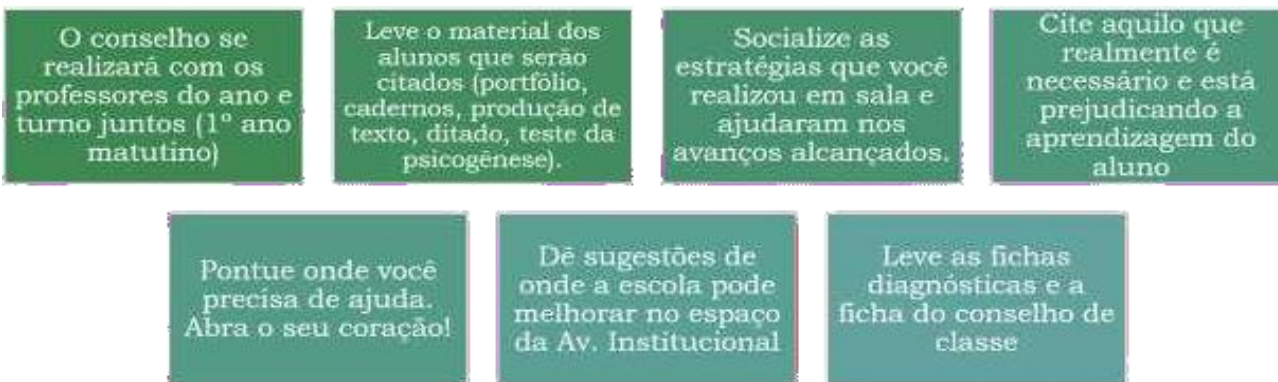 O conselho se
realizará com os
professores do ano e
turno juntos (1º ano
matutino)
Leve o material dos
alunos que serão
citados (portfólio,
cadernos, produção de
texto, ditado, teste da
psicogênese).
Socialize as
estratégias que você
realizou em sala e
ajudaram nos
avanços alcançados.
Cite aquilo que
realmente é
necessário e está
prejudicando a
aprendizagem do
aluno
Pontue onde você
precisa de ajuda.
Abra o seu coração!
Dê sugestões de
onde a escola pode
melhorar no espaço
da Av. Institucional
Leve as fichas
diagnósticas e a
ficha do conselho de
classe